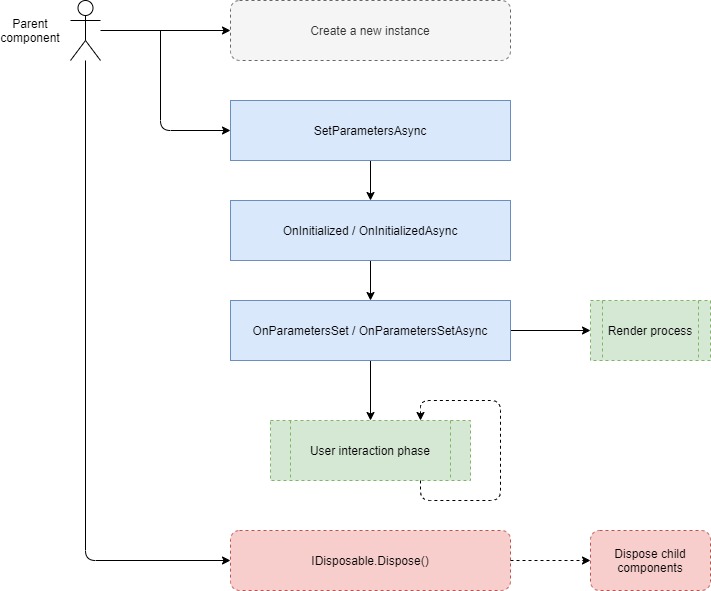 Parent
component
Create a new instance
SetParametersAsync
OnInitialized / OnInitializedAsync
OnParametersSet / OnParametersSetAsync
Render process
User interaction phase
IDisposable.Dispose()
Dispose child
components